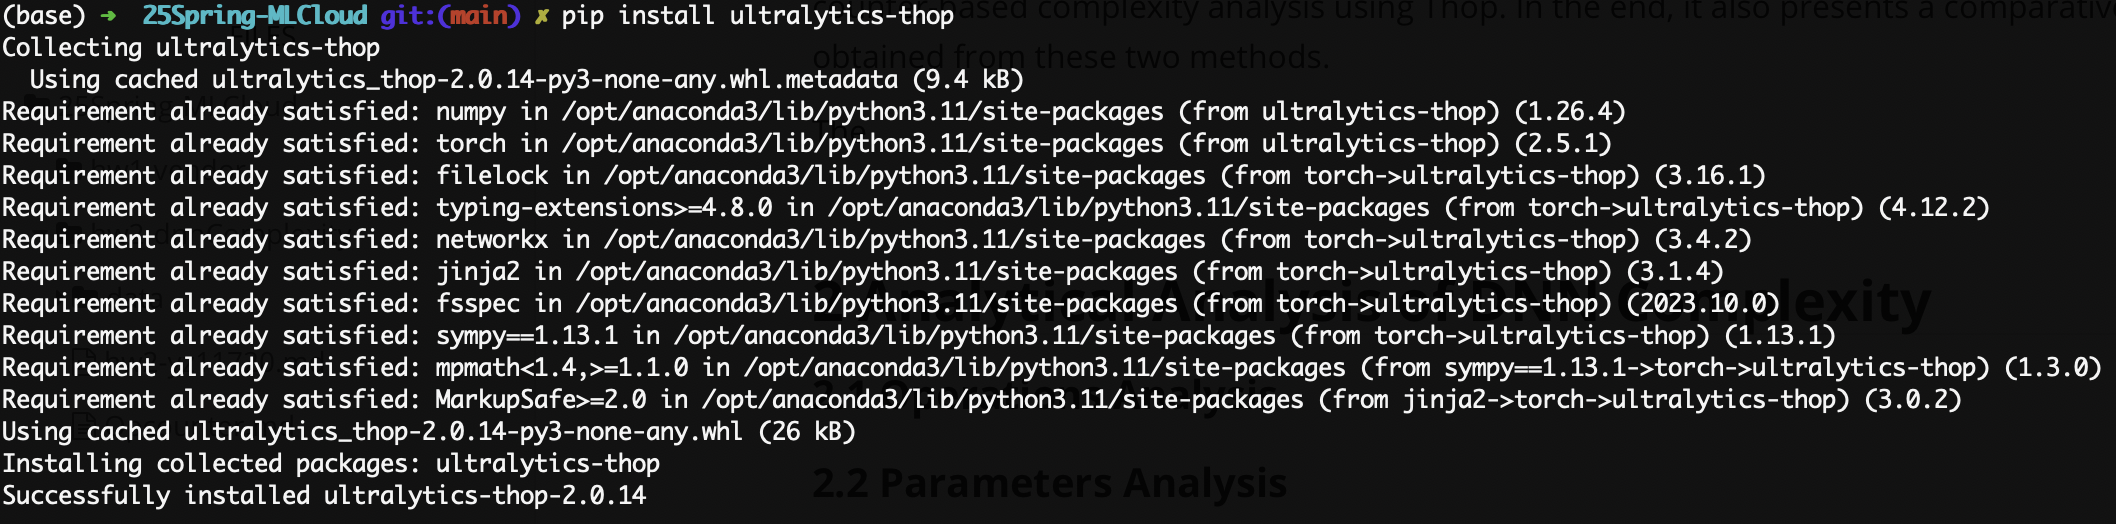 (base) ➜ 25Spring-MLCloud git:(main) ✗ pip install ultralytics-thop
Collecting ultralytics-thop
  Using cached ultralytics_thop-2.0.14-py3-none-any.whl.metadata (9.4 kB)
Requirement already satisfied: numpy in /opt/anaconda3/lib/python3.11/site-packages (from ultralytics-thop) (1.26.4)
Requirement already satisfied: torch in /opt/anaconda3/lib/python3.11/site-packages (from ultralytics-thop) (2.5.1)
Requirement already satisfied: filelock in /opt/anaconda3/lib/python3.11/site-packages (from torch->ultralytics-thop) (3.16.1)
Requirement already satisfied: typing-extensions>=4.8.0 in /opt/anaconda3/lib/python3.11/site-packages (from torch->ultralytics-thop) (4.12.2)
Requirement already satisfied: networkx in /opt/anaconda3/lib/python3.11/site-packages (from torch->ultralytics-thop) (3.4.2)
Requirement already satisfied: jinja2 in /opt/anaconda3/lib/python3.11/site-packages (from torch->ultralytics-thop) (3.1.4)
Requirement already satisfied: fsspec in /opt/anaconda3/lib/python3.11/site-packages (from torch->ultralytics-thop) (2023.10.0)
Requirement already satisfied: sympy==1.13.1 in /opt/anaconda3/lib/python3.11/site-packages (from torch->ultralytics-thop) (1.13.1)
Requirement already satisfied: mpmath<1.4,>=1.1.0 in /opt/anaconda3/lib/python3.11/site-packages (from sympy==1.13.1->torch->ultralytics-thop) (1.3.0)
Requirement already satisfied: MarkupSafe>=2.0 in /opt/anaconda3/lib/python3.11/site-packages (from jinja2->torch->ultralytics-thop) (3.0.2)
Using cached ultralytics_thop-2.0.14-py3-none-any.whl (26 kB)
Installing collected packages: ultralytics-thop
Successfully installed ultralytics-thop-2.0.14
based complexity analysis using Thop. In the end, it also presents a comparative
obtained from these two methods.
The
2 Analytical Analysis of DNN Complexity
2.1 Operations Analysis
2.2 Parameters Analysis